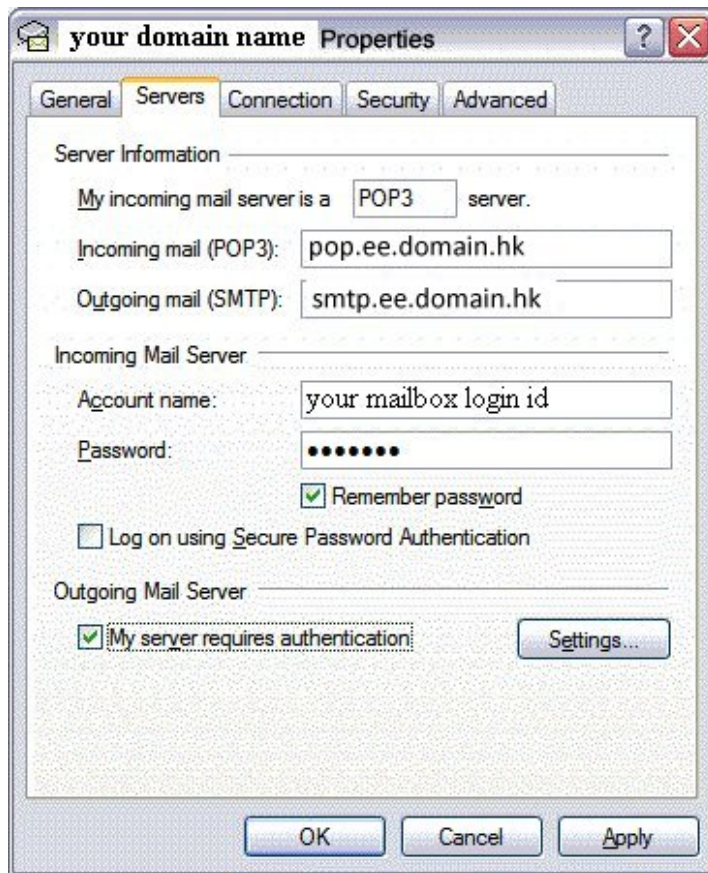 your domain name Properties
General Servers Connection Security Advanced
Server Information
My incoming mail server is a POP3 server.
Incoming mail (POP3): pop.ee.domain.hk
Outgoing mail (SMTP): smtp.ee.domain.hk
Incoming Mail Server
Account name: your mailbox login id
Password: •••••••
Remember password
Log on using Secure Password Authentication
Outgoing Mail Server
My server requires authentication Settings...
OK Cancel Apply